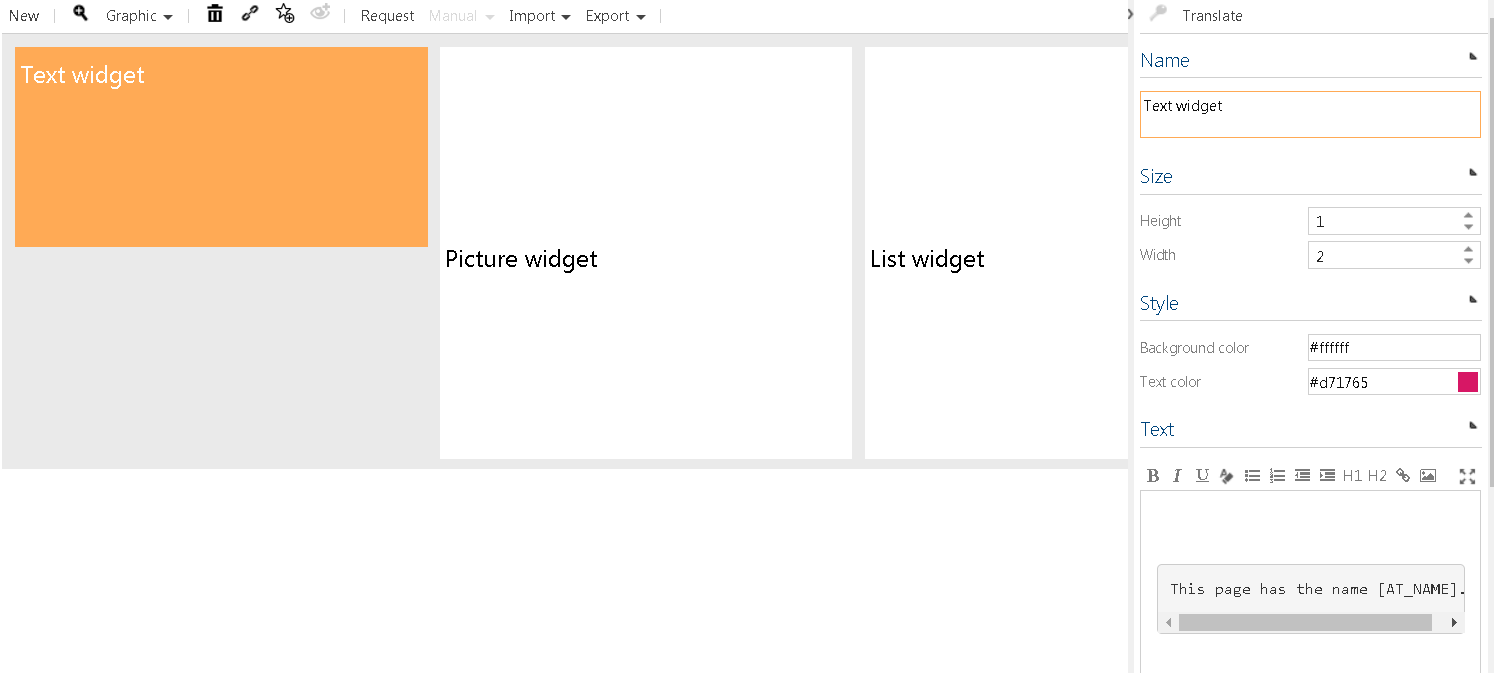 New Graphic Request Manual Import Export Translate
Text widget
Picture widget
List widget
Name
Text widget
Size
Height 1
Width 2
Style
Background color #ffffff
Text color #d71765
Text
B I U H1 H2
This page has the name [AT_NAME].